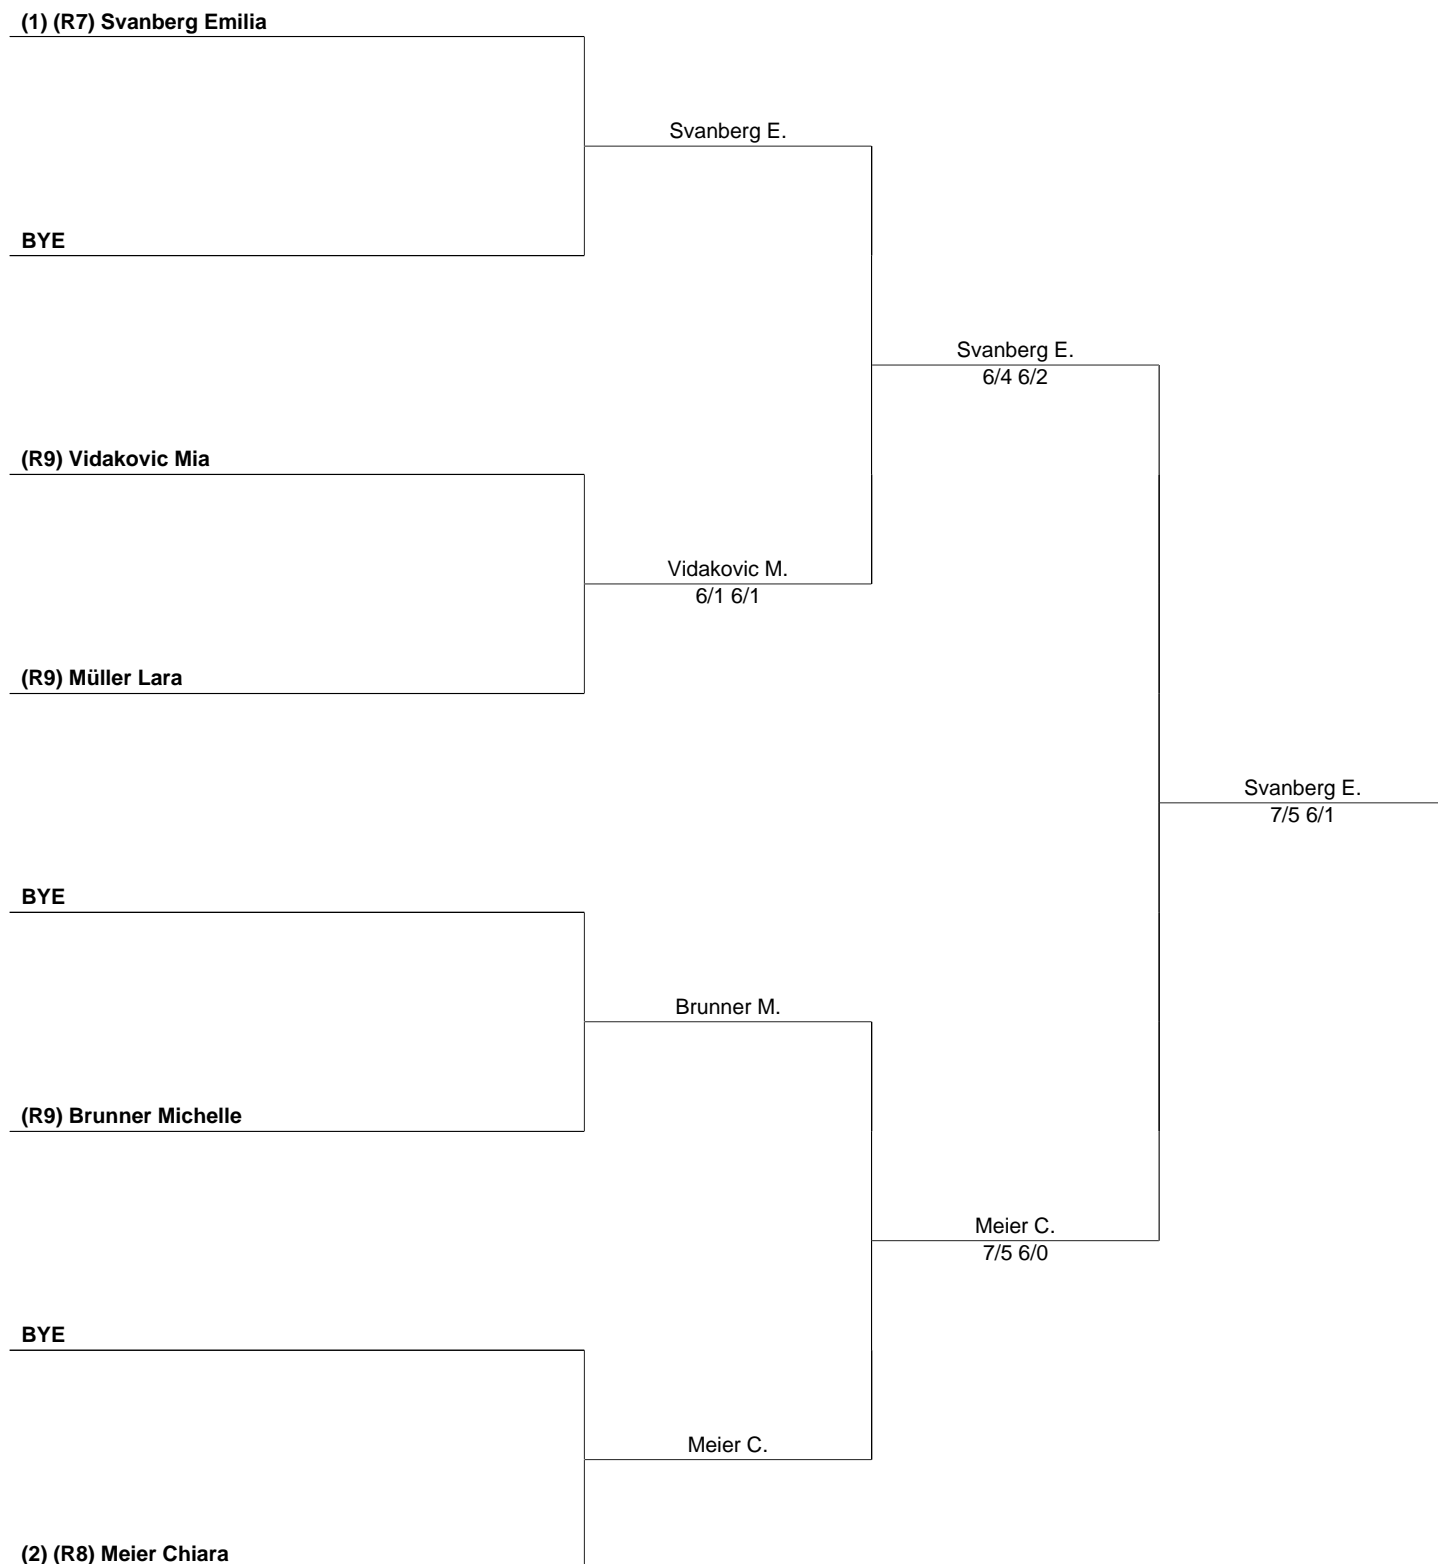 (1) (R7) Svanberg Emilia
Svanberg E.
BYE
Svanberg E.
6/4 6/2
(R9) Vidakovic Mia
Vidakovic M.
6/1 6/1
(R9) Müller Lara
Svanberg E.
7/5 6/1
BYE
Brunner M.
(R9) Brunner Michelle
Meier C.
7/5 6/0
BYE
Meier C.
(2) (R8) Meier Chiara